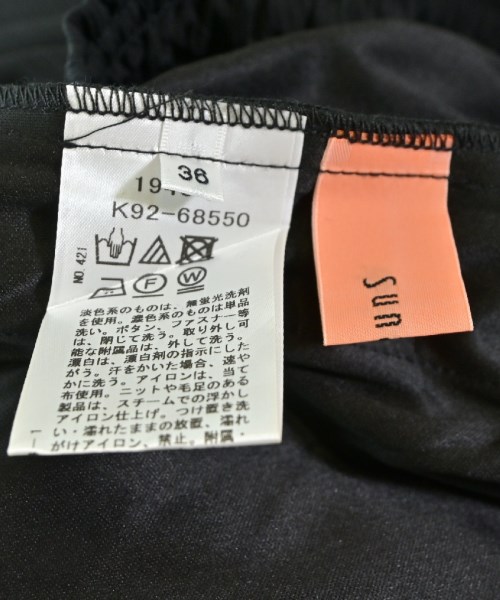 36
K92-68550
NO.421
淡色系のものは、無蛍光洗剤
を使用。濃色系のものは単品
洗い。ボタン、ファスナー等
は、閉じて洗う。取り外し可
能な附属品は、外して洗う。
漂白は、漂白剤の指示にした
がう。汗をかいた場合、速や
かに洗う。アイロンは、当て
布使用。ニットや毛足のある
製品は、スチームでの浮かし
アイロン仕上げ。つけ置き洗
い・濡れたままの放置、濡れ
がけアイロン、禁止。附属・